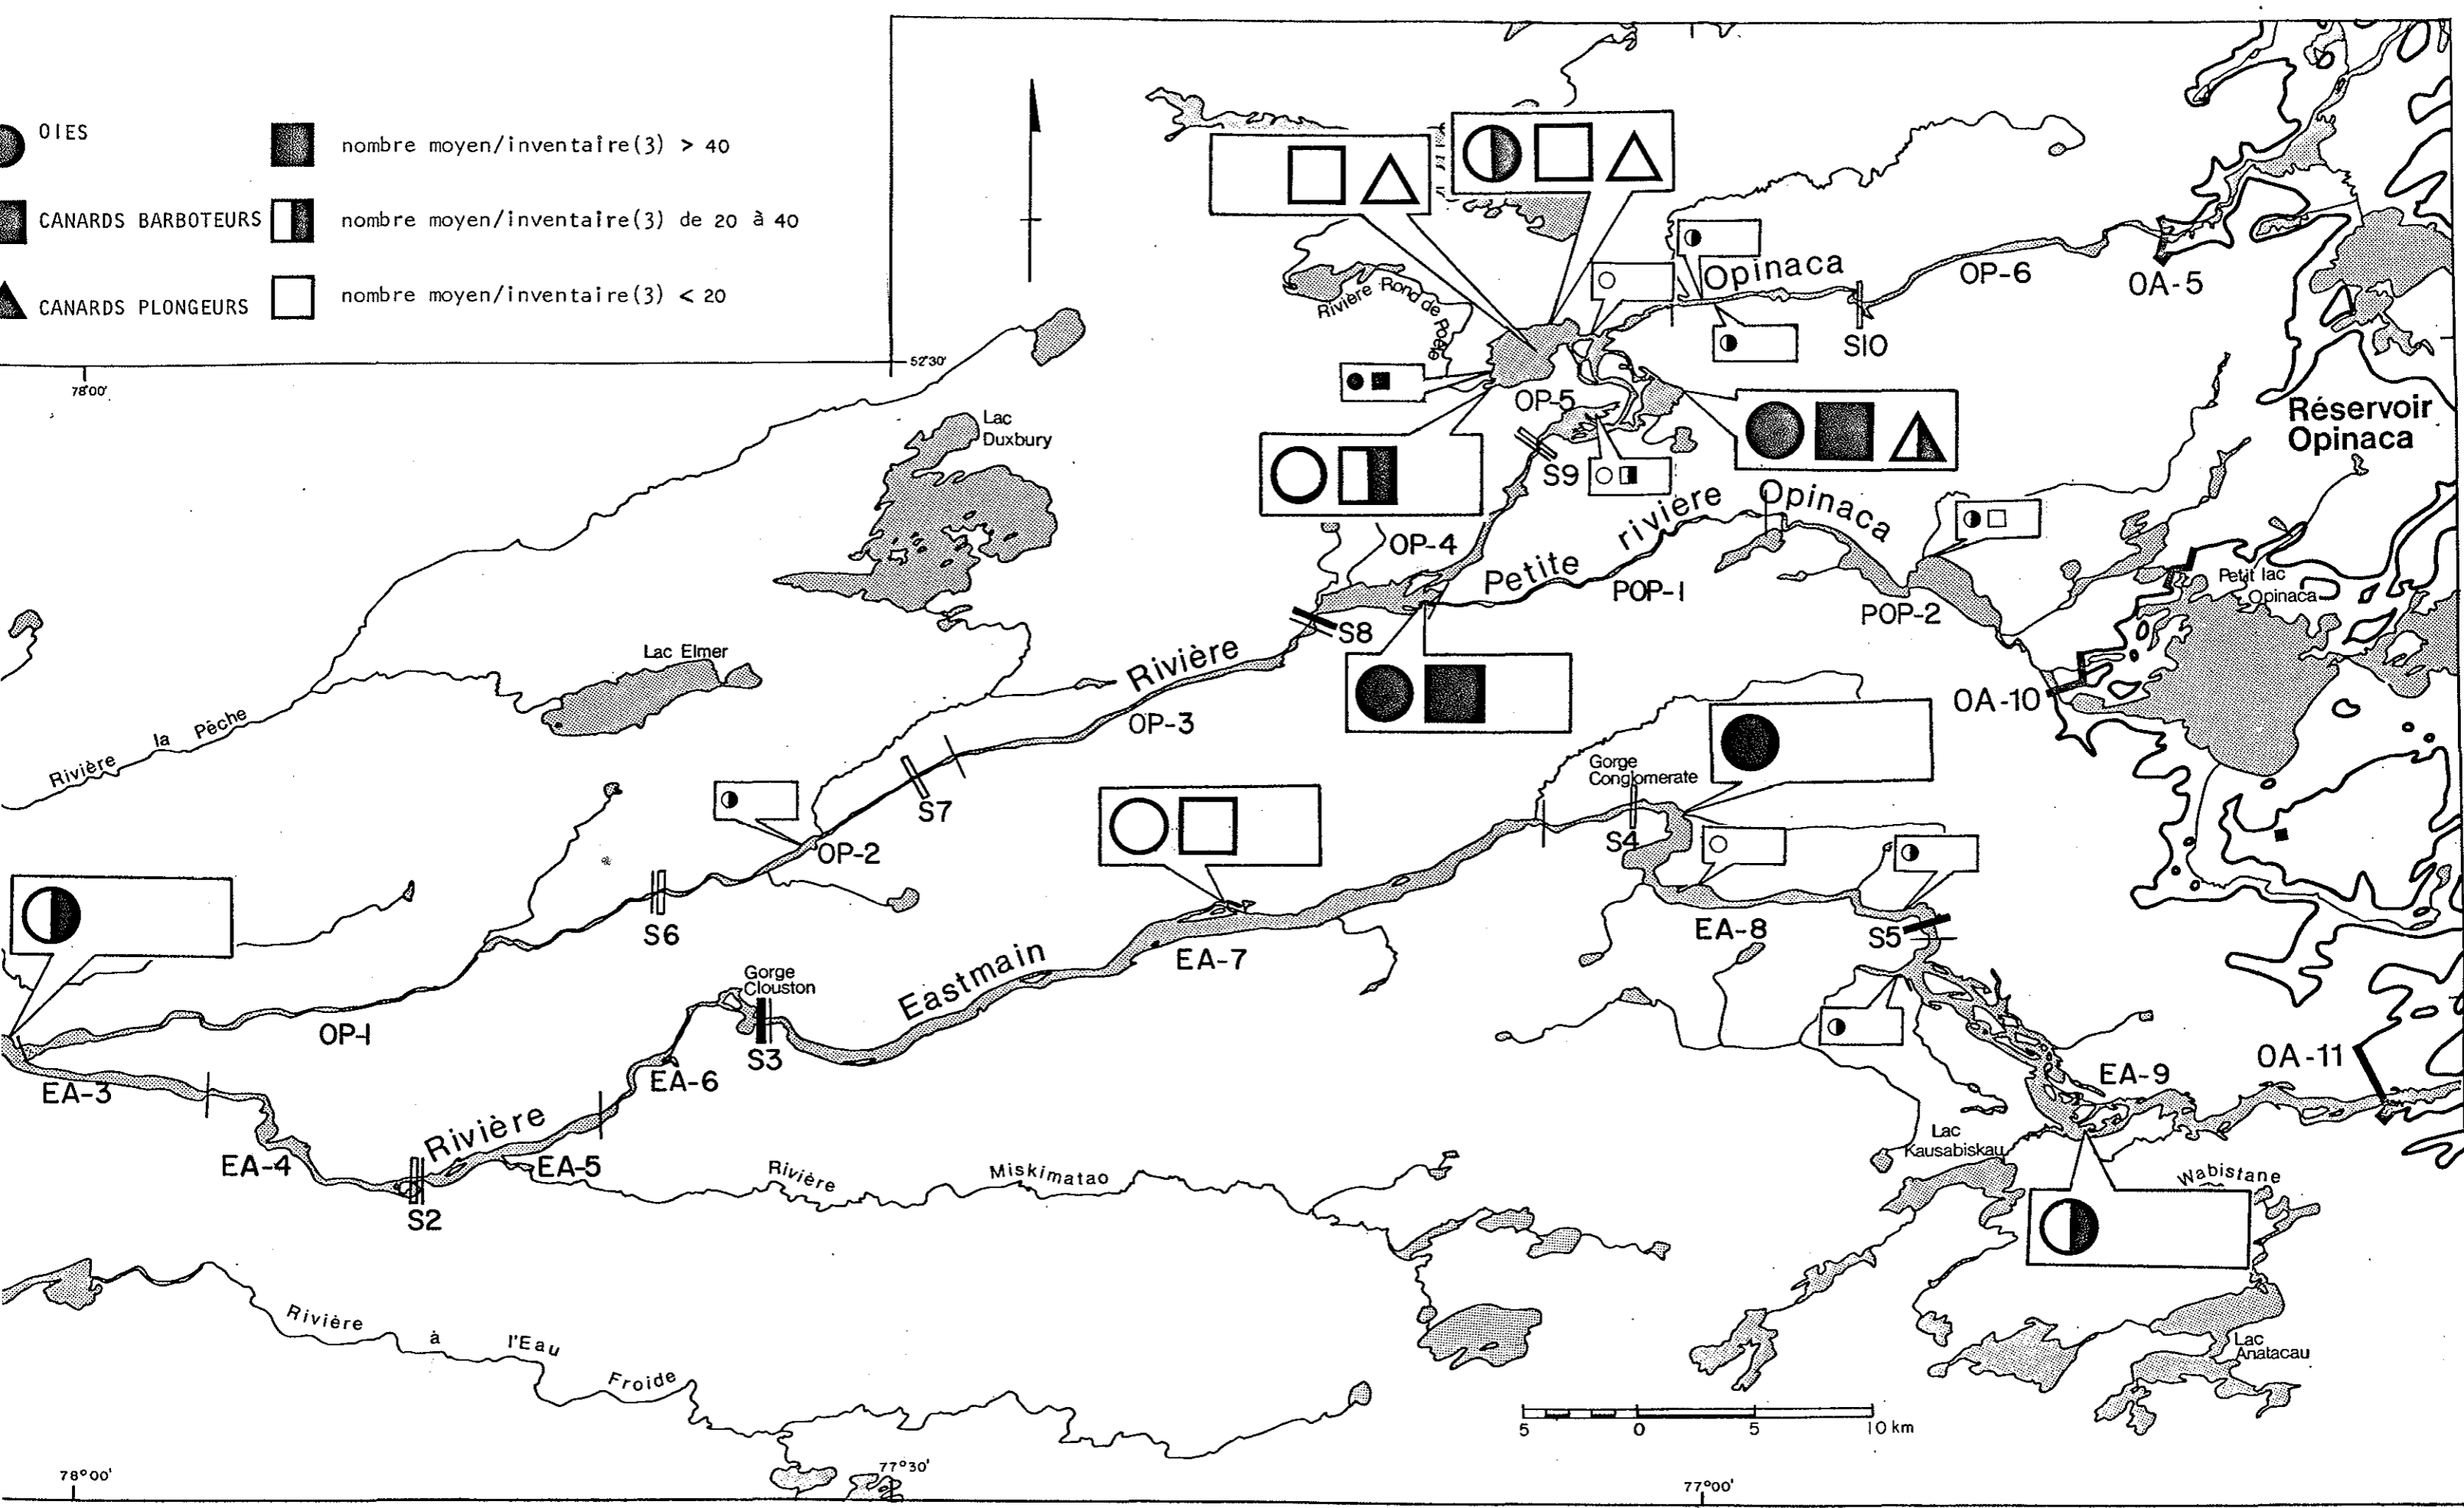 OIES
nombre moyen/inventaire(3) > 40
CANARDS BARBOTEURS
nombre moyen/inventaire(3) de 20 à 40
CANARDS PLONGEURS
nombre moyen/inventaire(3) < 20
78°00'
52°30'
Opinaca
OP-6
OA-5
S10
Rivière Rond de Poêle
OP-5
S9
Réservoir
Opinaca
Lac
Duxbury
OP-4
Petite rivière Opinaca
POP-1
POP-2
Petit lac
Opinaca
S8
Lac Elmer
Rivière
OP-3
OA-10
Rivière la Pêche
Gorge
Conglomerate
S7
S4
OP-2
S6
EA-7
EA-8
S5
Gorge
Clouston
Eastmain
OP-1
S3
EA-3
EA-6
EA-9
OA-11
Rivière
EA-4
EA-5
S2
Lac
Kausabiskau
Rivière Miskimatao
Wabistane
Rivière à l'Eau Froide
Lac
Anatacau
5 0 5 10 km
78°00'
77°30'
77°00'